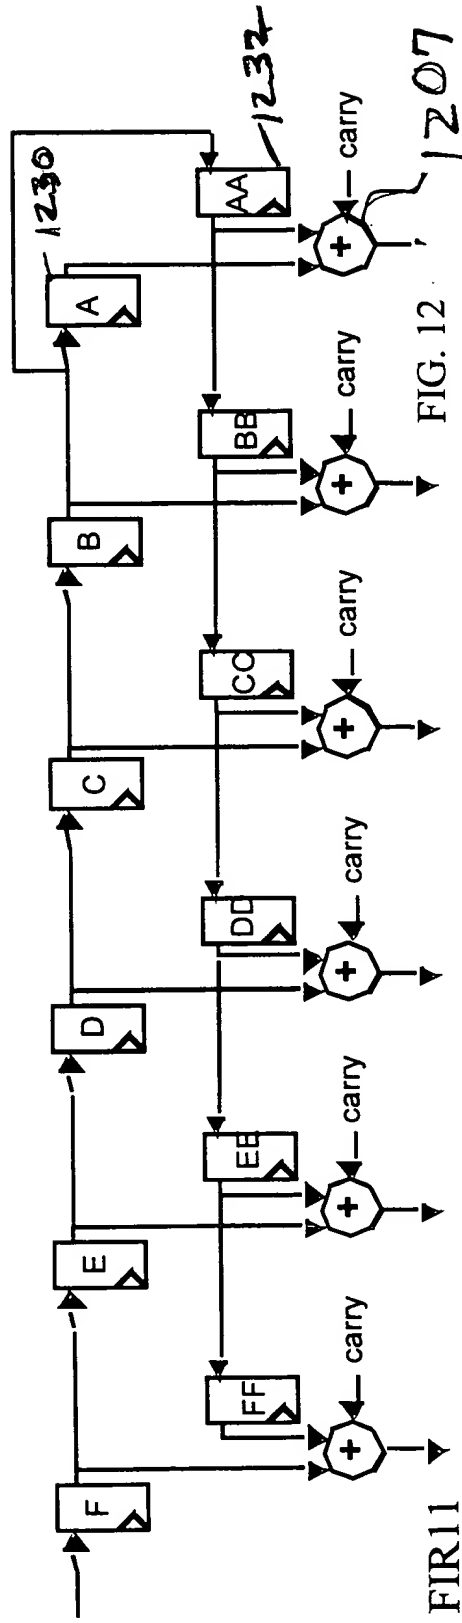 F
E
D
C
B
A
1230
FF
EE
DD
CC
BB
AA
1232
+ carry
+ carry
+ carry
+ carry
+ carry
+ carry
1207
FIR11
FIG. 12